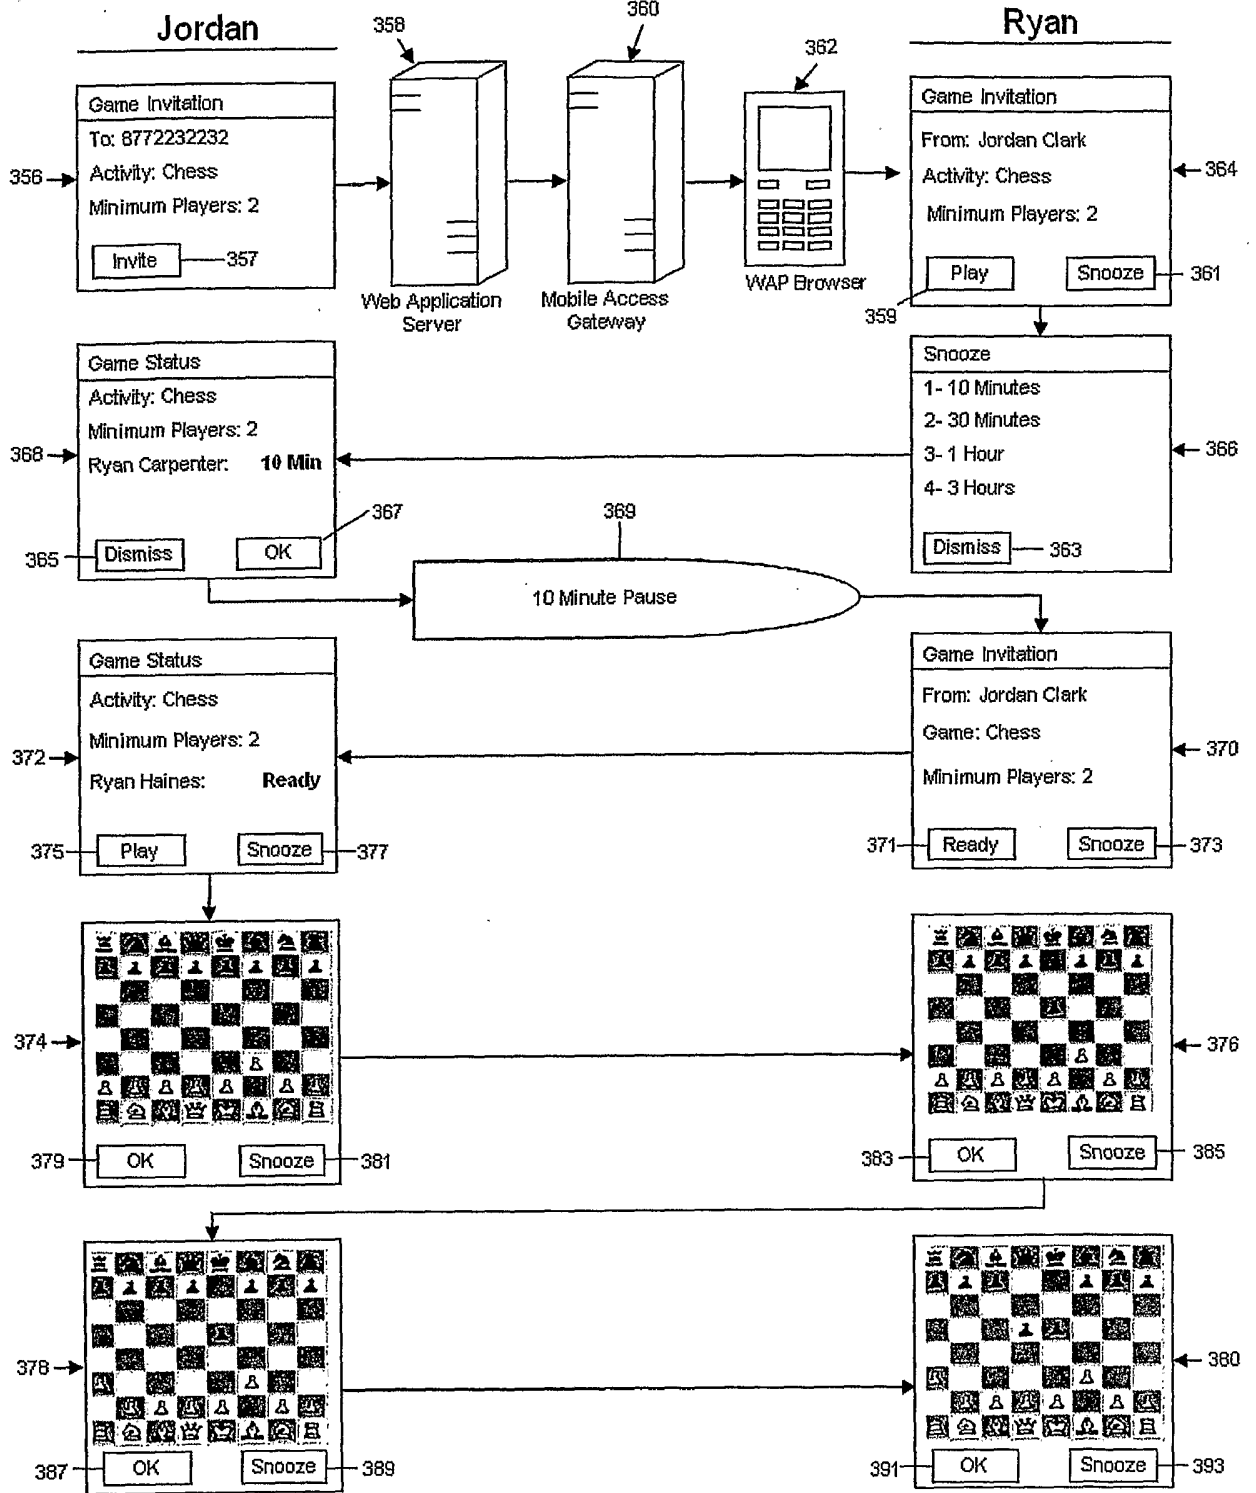 Jordan
358
360
362
Ryan
Game Invitation
To: 8772232232
Activity: Chess
Minimum Players: 2
Invite
356
357
Web Application
Server
Mobile Access
Gateway
WAP Browser
Game Invitation
From: Jordan Clark
Activity: Chess
Minimum Players: 2
Play
Snooze
364
361
359
Game Status
Activity: Chess
Minimum Players: 2
Ryan Carpenter: 10 Min
Dismiss
OK
368
365
367
Snooze
1- 10 Minutes
2- 30 Minutes
3- 1 Hour
4- 3 Hours
Dismiss
366
363
369
10 Minute Pause
Game Status
Activity: Chess
Minimum Players: 2
Ryan Haines: Ready
Play
Snooze
372
375
377
Game Invitation
From: Jordan Clark
Game: Chess
Minimum Players: 2
Ready
Snooze
370
371
373
374
379
OK
Snooze
381
376
383
OK
Snooze
385
378
387
OK
Snooze
389
380
391
OK
Snooze
393